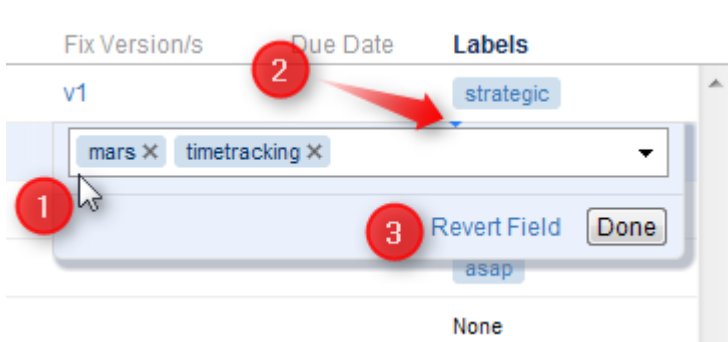 Fix Version/s Due Date Labels
2
v1 strategic
mars × timetracking ×
1
3 Revert Field Done
asap
None